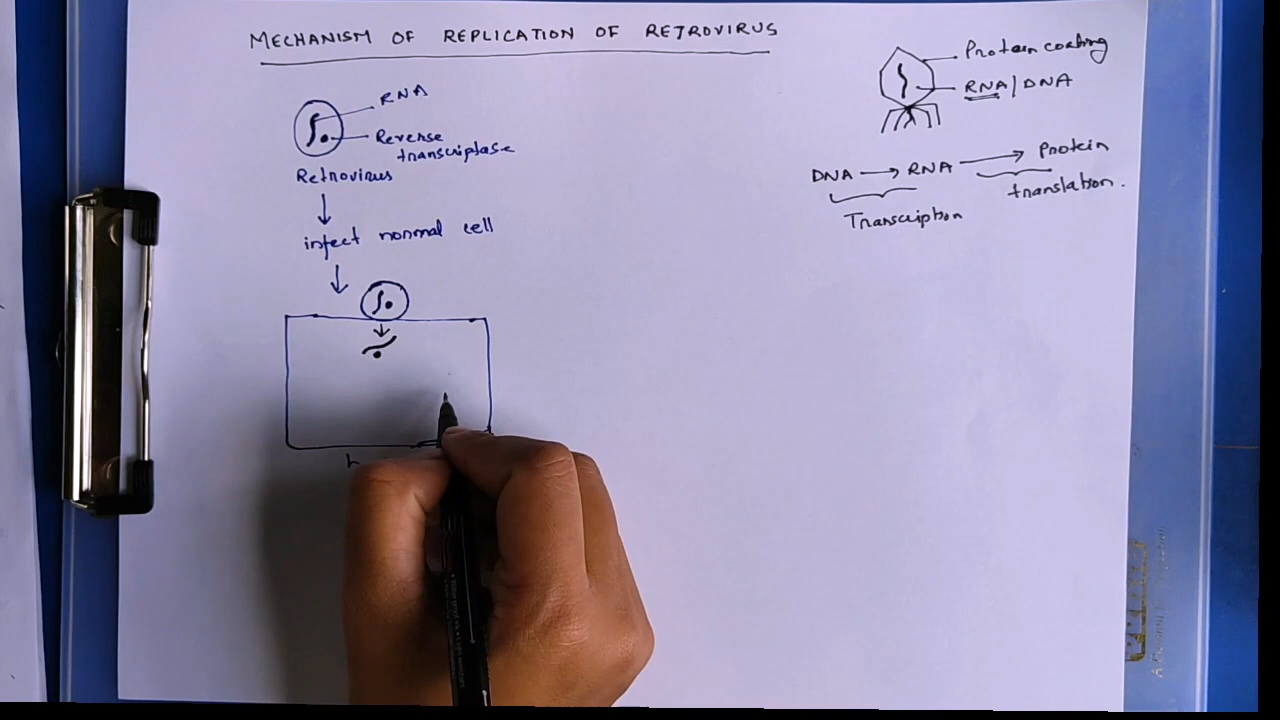 MECHANISM OF REPLICATION OF RETROVIRUS
RNA
Reverse
transcriptase
Retrovirus
infect normal cell
Protein coating
RNA/DNA
DNA → RNA → Protein
Transcription
translation.